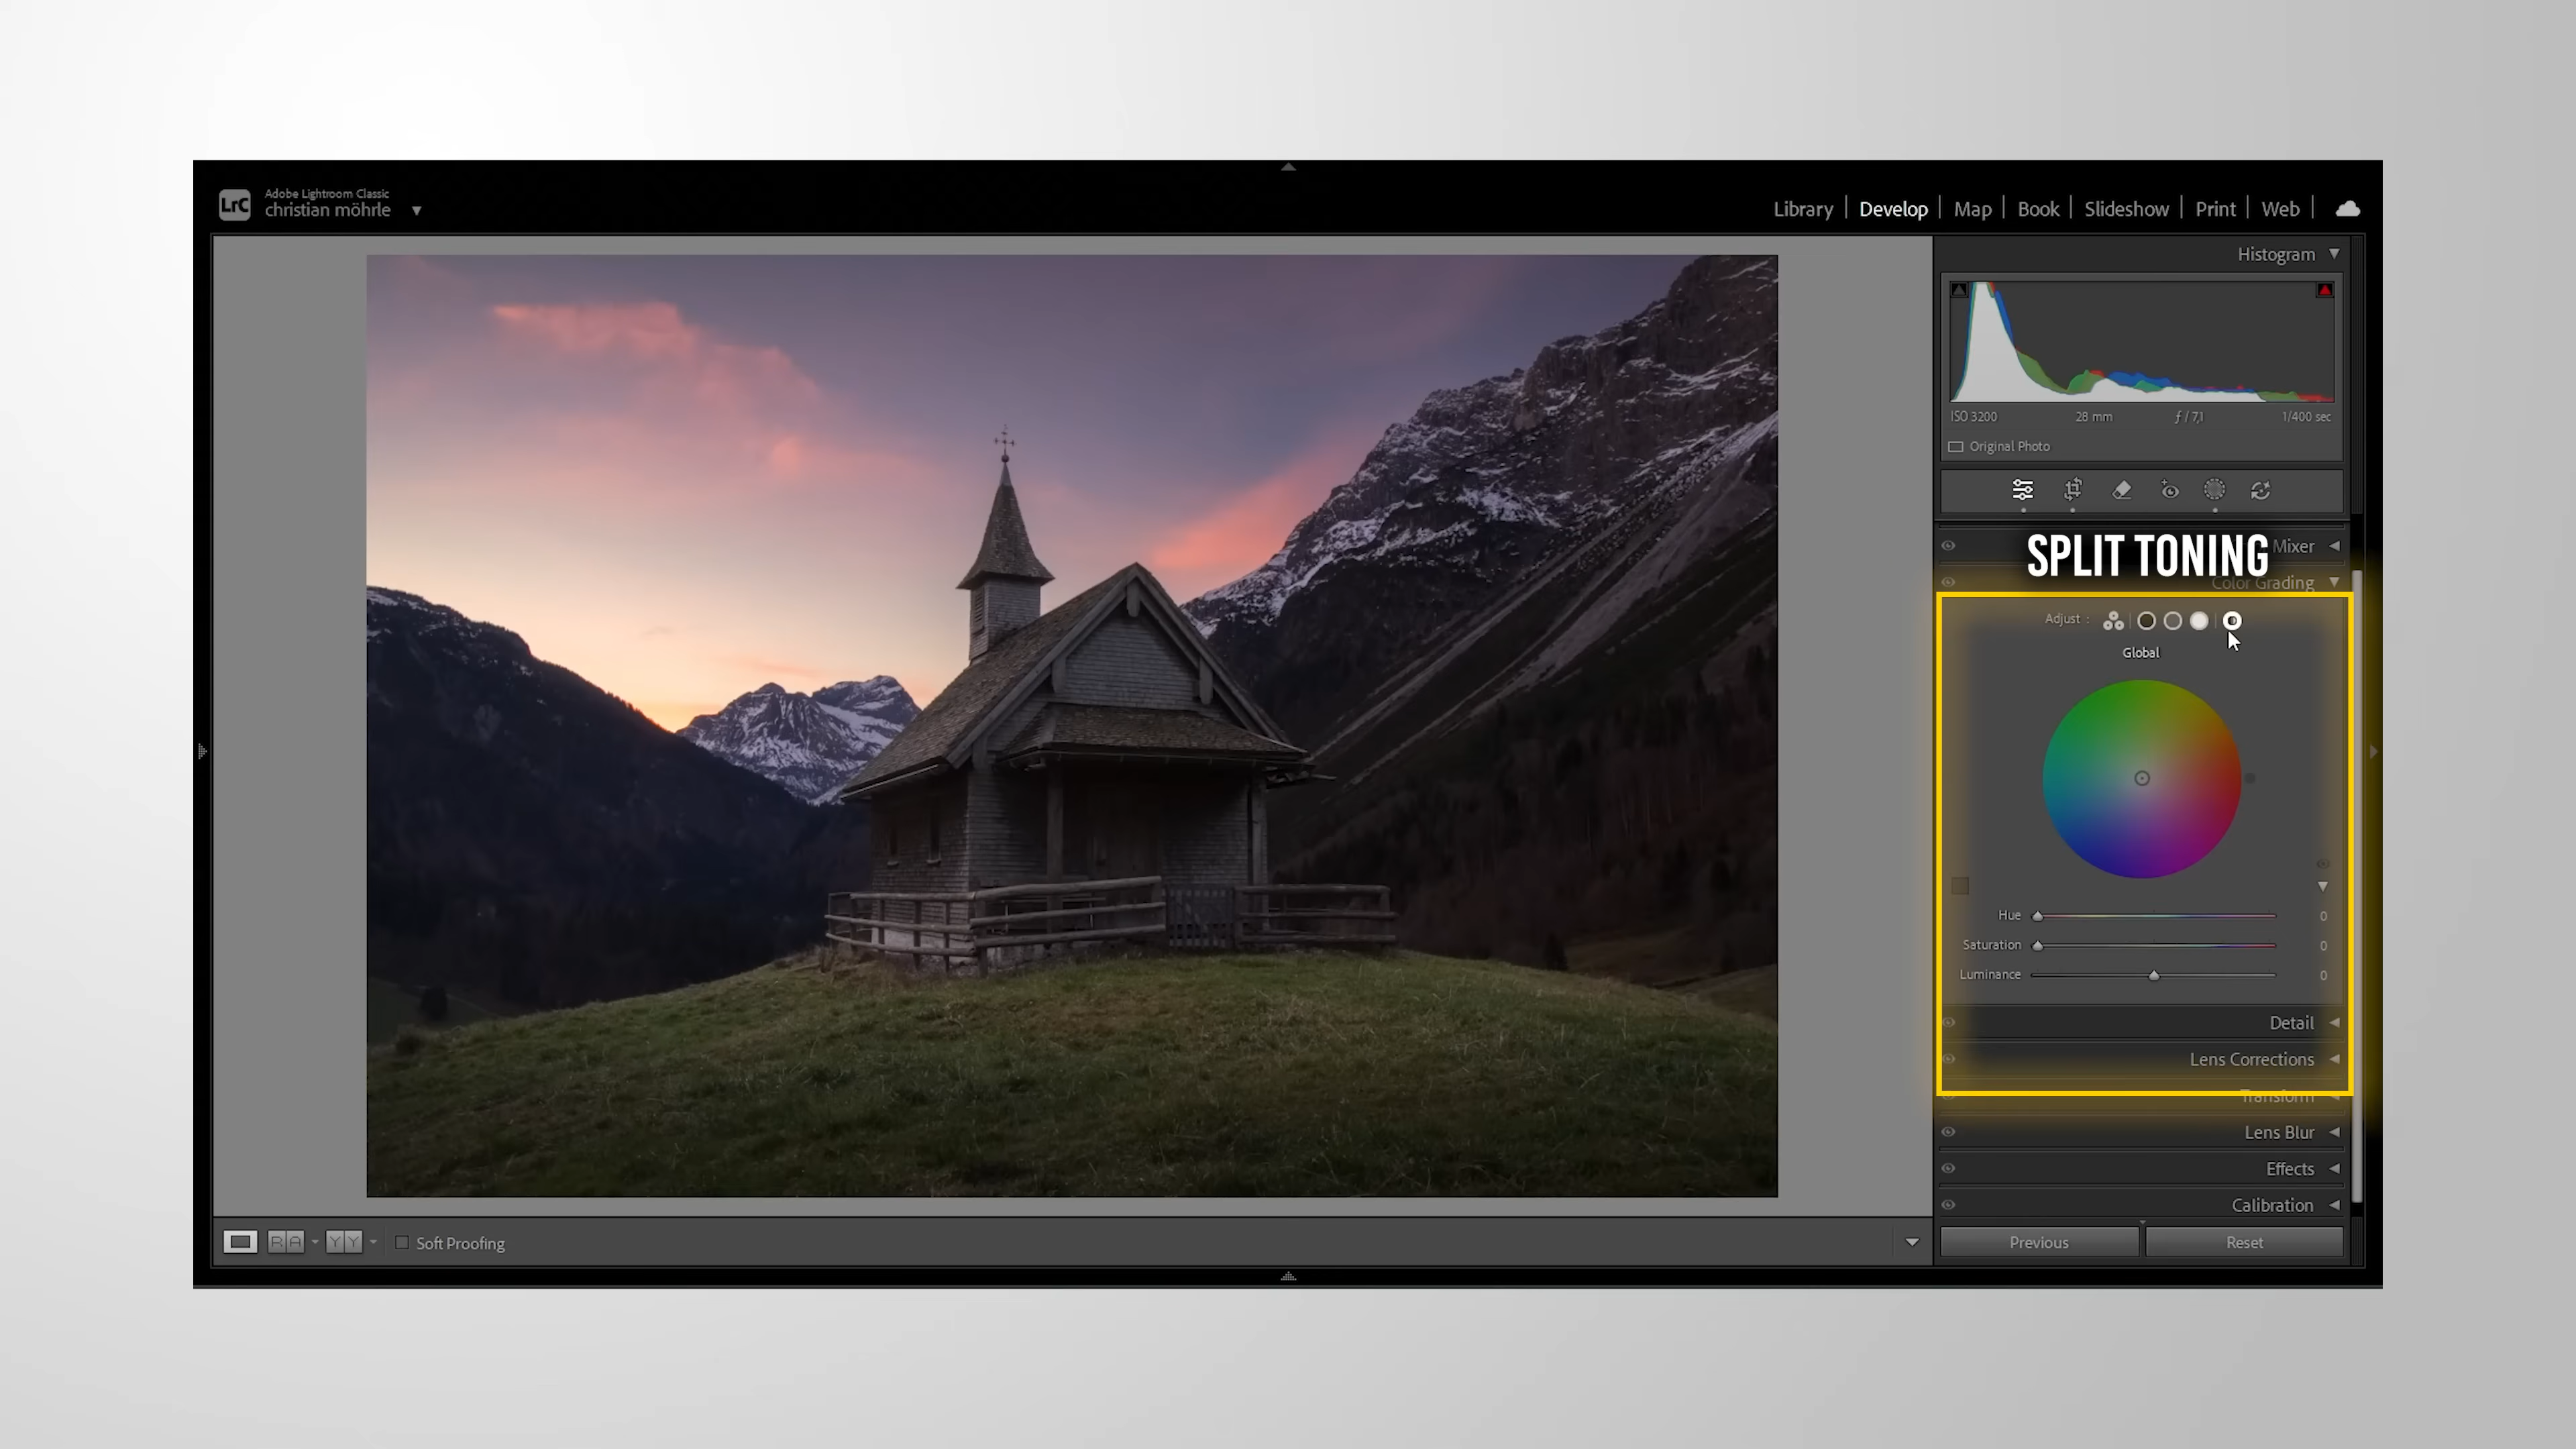 LrC
Adobe Lightroom Classic
christian möhrle
Library | Develop | Map | Book | Slideshow | Print | Web |
Histogram
ISO 3200 28 mm ƒ / 7,1 1/400 sec
Original Photo
SPLIT TONING
Mixer
Color Grading
Adjust :
Global
Hue 0
Saturation 0
Luminance 0
Detail
Lens Corrections
Transform
Lens Blur
Effects
Calibration
R A Y Y Soft Proofing
Previous Reset